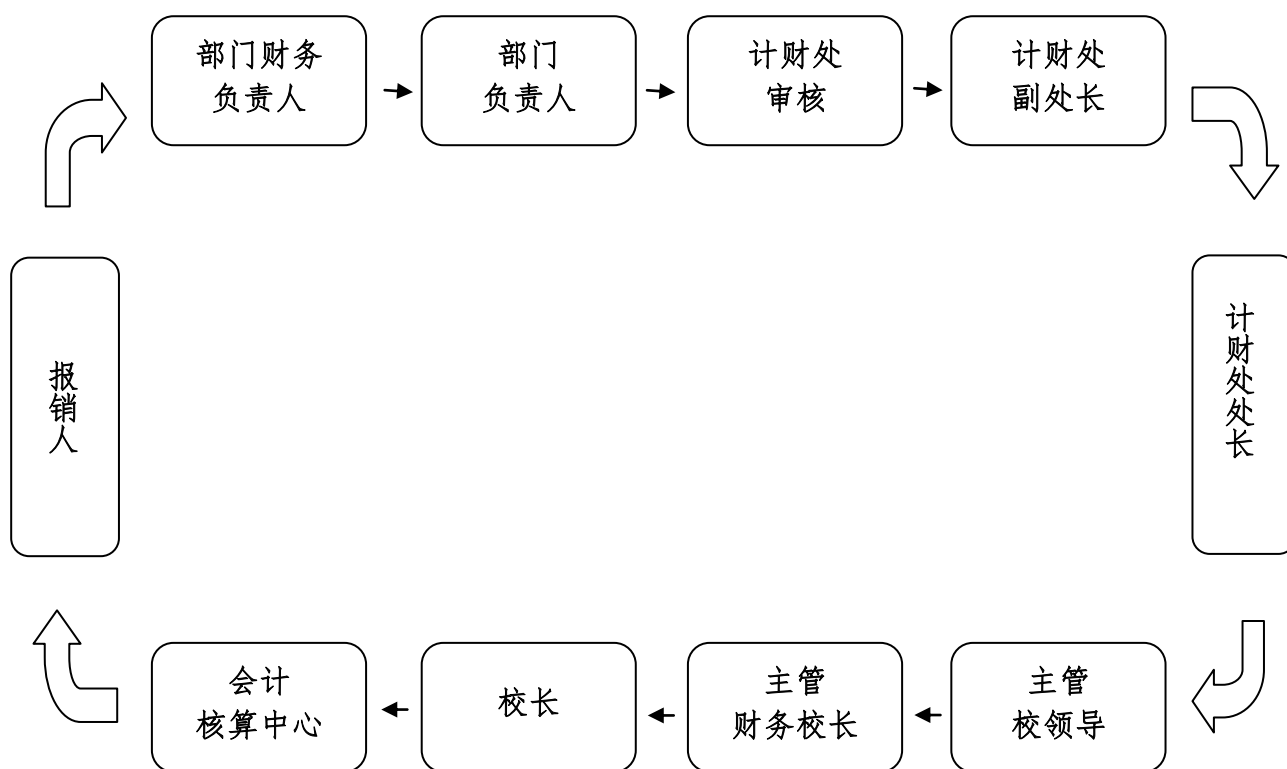 部门财务
负责人
部门
负责人
计财处
审核
计财处
副处长
报销人
计财处处长
会计
核算中心
校长
主管
财务校长
主管
校领导